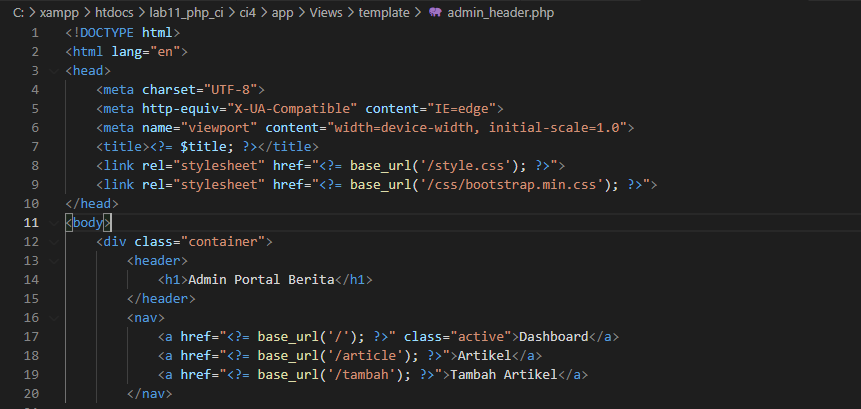 C: > xampp > htdocs > lab11_php_ci > ci4 > app > Views > template > admin_header.php
1 <!DOCTYPE html>
2 <html lang="en">
3 <head>
4     <meta charset="UTF-8">
5     <meta http-equiv="X-UA-Compatible" content="IE=edge">
6     <meta name="viewport" content="width=device-width, initial-scale=1.0">
7     <title><?= $title; ?></title>
8     <link rel="stylesheet" href="<?= base_url('/style.css'); ?>">
9     <link rel="stylesheet" href="<?= base_url('/css/bootstrap.min.css'); ?>">
10 </head>
11 <body>
12     <div class="container">
13         <header>
14             <h1>Admin Portal Berita</h1>
15         </header>
16         <nav>
17             <a href="<?= base_url('/'); ?>" class="active">Dashboard</a>
18             <a href="<?= base_url('/article'); ?>">Artikel</a>
19             <a href="<?= base_url('/tambah'); ?>">Tambah Artikel</a>
20         </nav>